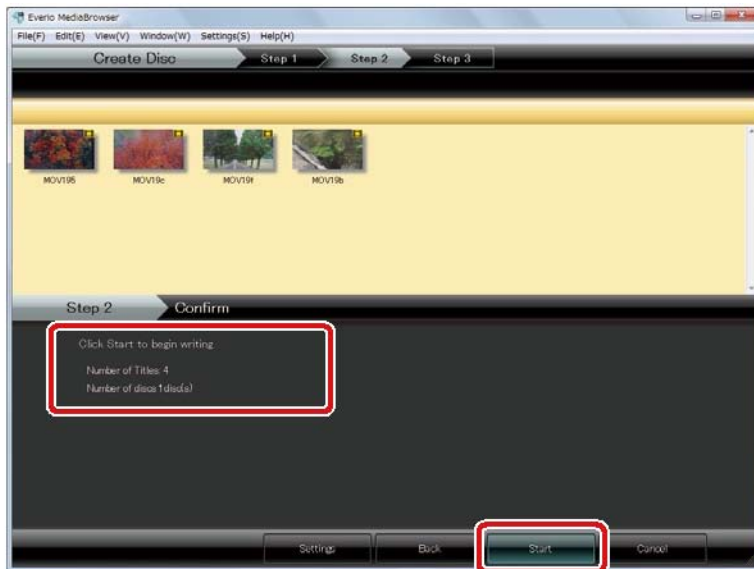 Everio MediaBrowser
File(F) Edit(E) View(V) Window(W) Settings(S) Help(H)
Create Disc Step 1 Step 2 Step 3
MOV195 MOV19c MOV19f MOV19b
Step 2 Confirm
Click Start to begin writing
Number of Titles: 4
Number of discs 1 disc(s)
Settings Back Start Cancel